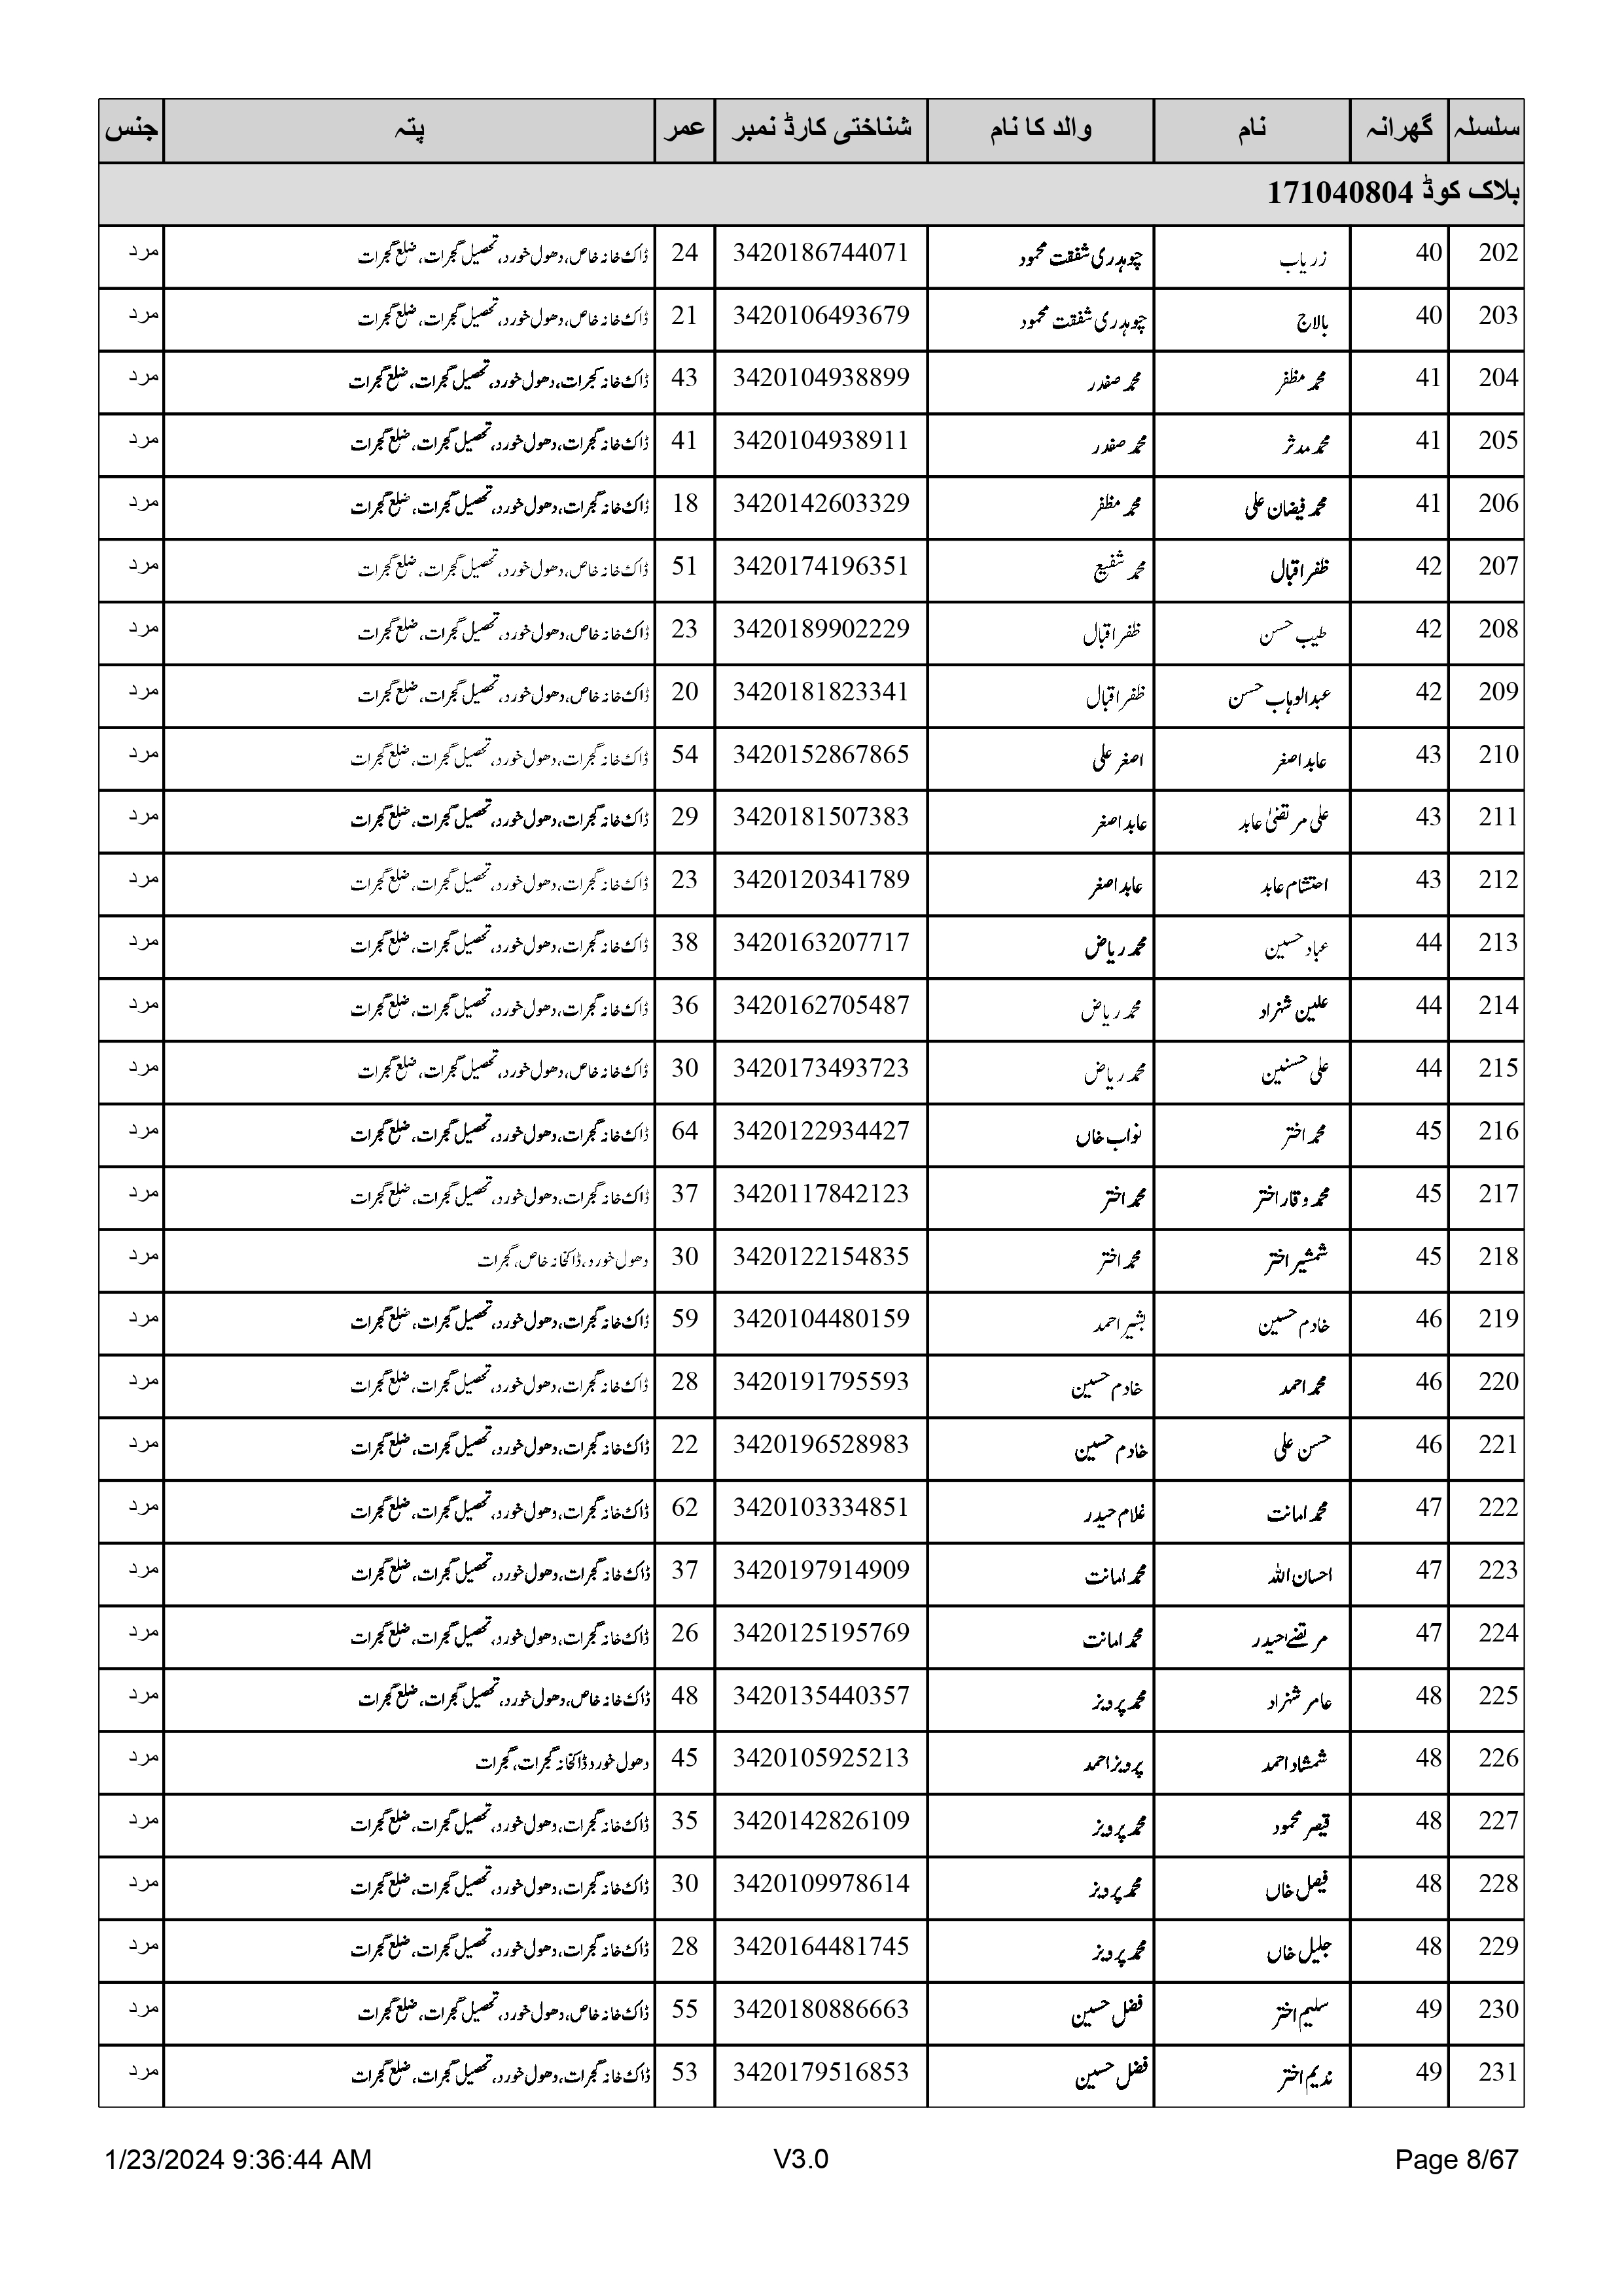 سلسلہ گھرانہ نام والد کا نام شناختی کارڈ نمبر عمر پتہ جنس
بلاک کوڈ 171040804
202 40 زریاب چوہدری شفقت محمود 3420186744071 24 ڈاک خانہ خاص، دھول خورد، تحصیل گجرات، ضلع گجرات مرد
203 40 بالاج چوہدری شفقت محمود 3420106493679 21 ڈاک خانہ خاص، دھول خورد، تحصیل گجرات، ضلع گجرات مرد
204 41 محمد مظفر محمد صفدر 3420104938899 43 ڈاک خانہ گجرات، دھول خورد، تحصیل گجرات، ضلع گجرات مرد
205 41 محمد مدثر محمد صفدر 3420104938911 41 ڈاک خانہ گجرات، دھول خورد، تحصیل گجرات، ضلع گجرات مرد
206 41 محمد فیضان علی محمد مظفر 3420142603329 18 ڈاک خانہ گجرات، دھول خورد، تحصیل گجرات، ضلع گجرات مرد
207 42 ظفر اقبال محمد شفیع 3420174196351 51 ڈاک خانہ خاص، دھول خورد، تحصیل گجرات، ضلع گجرات مرد
208 42 طیب حسن ظفر اقبال 3420189902229 23 ڈاک خانہ خاص، دھول خورد، تحصیل گجرات، ضلع گجرات مرد
209 42 عبدالوہاب حسن ظفر اقبال 3420181823341 20 ڈاک خانہ خاص، دھول خورد، تحصیل گجرات، ضلع گجرات مرد
210 43 عابد اصغر اصغر علی 3420152867865 54 ڈاک خانہ گجرات، دھول خورد، تحصیل گجرات، ضلع گجرات مرد
211 43 علی مرتضیٰ عابد عابد اصغر 3420181507383 29 ڈاک خانہ گجرات، دھول خورد، تحصیل گجرات، ضلع گجرات مرد
212 43 احتشام عابد عابد اصغر 3420120341789 23 ڈاک خانہ گجرات، دھول خورد، تحصیل گجرات، ضلع گجرات مرد
213 44 عباد حسین محمد ریاض 3420163207717 38 ڈاک خانہ گجرات، دھول خورد، تحصیل گجرات، ضلع گجرات مرد
214 44 علین شہزاد محمد ریاض 3420162705487 36 ڈاک خانہ گجرات، دھول خورد، تحصیل گجرات، ضلع گجرات مرد
215 44 علی حسنین محمد ریاض 3420173493723 30 ڈاک خانہ خاص، دھول خورد، تحصیل گجرات، ضلع گجرات مرد
216 45 محمد اختر نواب خاں 3420122934427 64 ڈاک خانہ گجرات، دھول خورد، تحصیل گجرات، ضلع گجرات مرد
217 45 محمد وقار اختر محمد اختر 3420117842123 37 ڈاک خانہ گجرات، دھول خورد، تحصیل گجرات، ضلع گجرات مرد
218 45 شمشیر اختر محمد اختر 3420122154835 30 دھول خورد، ڈاکخانہ خاص، گجرات مرد
219 46 خادم حسین بشیر احمد 3420104480159 59 ڈاک خانہ گجرات، دھول خورد، تحصیل گجرات، ضلع گجرات مرد
220 46 محمد احمد خادم حسین 3420191795593 28 ڈاک خانہ گجرات، دھول خورد، تحصیل گجرات، ضلع گجرات مرد
221 46 حسن علی خادم حسین 3420196528983 22 ڈاک خانہ گجرات، دھول خورد، تحصیل گجرات، ضلع گجرات مرد
222 47 محمد امانت غلام حیدر 3420103334851 62 ڈاک خانہ گجرات، دھول خورد، تحصیل گجرات، ضلع گجرات مرد
223 47 احسان اللہ محمد امانت 3420197914909 37 ڈاک خانہ گجرات، دھول خورد، تحصیل گجرات، ضلع گجرات مرد
224 47 مرتضےٰ حیدر محمد امانت 3420125195769 26 ڈاک خانہ گجرات، دھول خورد، تحصیل گجرات، ضلع گجرات مرد
225 48 عامر شہزاد محمد پرویز 3420135440357 48 ڈاک خانہ خاص، دھول خورد، تحصیل گجرات، ضلع گجرات مرد
226 48 شمشاد احمد پرویز احمد 3420105925213 45 دھول خورد ڈاکخانہ گجرات، گجرات مرد
227 48 قیصر محمود محمد پرویز 3420142826109 35 ڈاک خانہ گجرات، دھول خورد، تحصیل گجرات، ضلع گجرات مرد
228 48 فیصل خاں محمد پرویز 3420109978614 30 ڈاک خانہ گجرات، دھول خورد، تحصیل گجرات، ضلع گجرات مرد
229 48 جلیل خاں محمد پرویز 3420164481745 28 ڈاک خانہ گجرات، دھول خورد، تحصیل گجرات، ضلع گجرات مرد
230 49 سلیم اختر فضل حسین 3420180886663 55 ڈاک خانہ خاص، دھول خورد، تحصیل گجرات، ضلع گجرات مرد
231 49 ندیم اختر فضل حسین 3420179516853 53 ڈاک خانہ گجرات، دھول خورد، تحصیل گجرات، ضلع گجرات مرد
1/23/2024 9:36:44 AM V3.0 Page 8/67